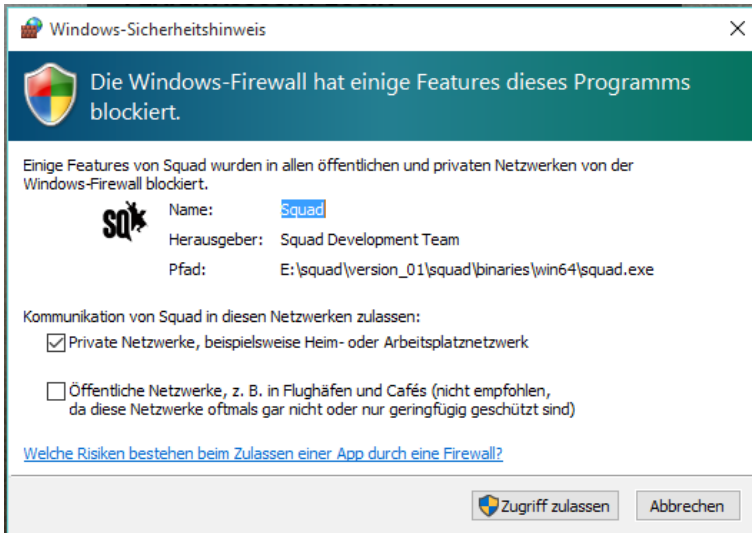 Windows-Sicherheitshinweis
Die Windows-Firewall hat einige Features dieses Programms
blockiert.
Einige Features von Squad wurden in allen öffentlichen und privaten Netzwerken von der
Windows-Firewall blockiert.
SQ
Name: Squad
Herausgeber: Squad Development Team
Pfad: E:\squad\version_01\squad\binaries\win64\squad.exe
Kommunikation von Squad in diesen Netzwerken zulassen:
Private Netzwerke, beispielsweise Heim- oder Arbeitsplatznetzwerk
Öffentliche Netzwerke, z. B. in Flughäfen und Cafés (nicht empfohlen,
da diese Netzwerke oftmals gar nicht oder nur geringfügig geschützt sind)
Welche Risiken bestehen beim Zulassen einer App durch eine Firewall?
Zugriff zulassen Abbrechen